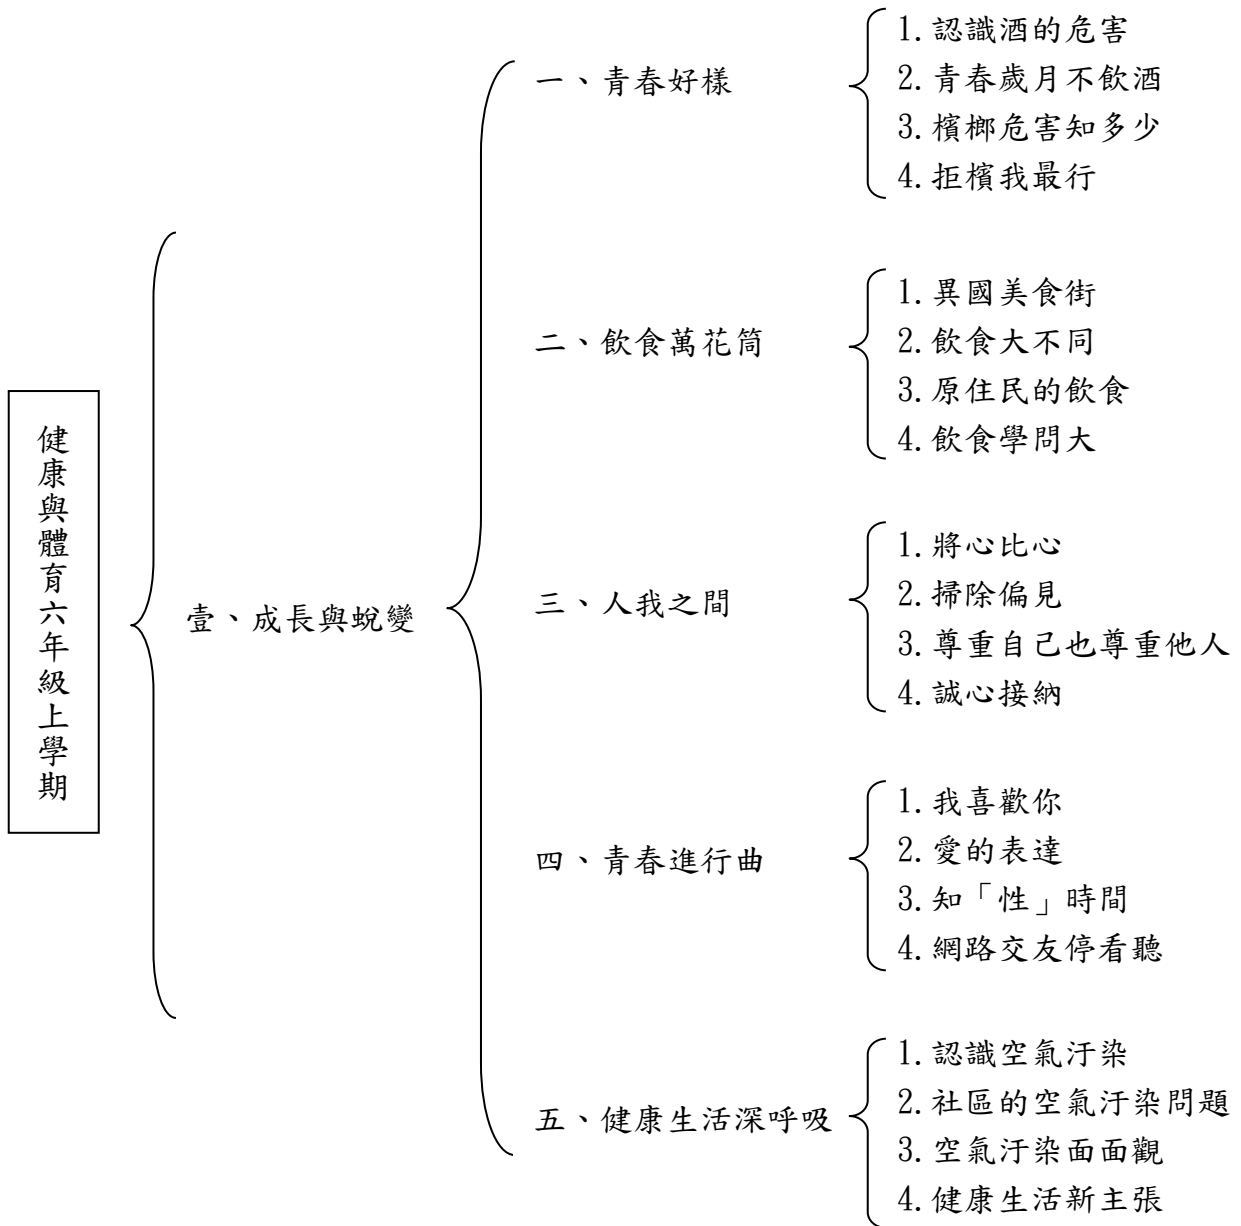 健康與體育六年級上學期
壹、成長與蛻變
一、青春好樣
1.認識酒的危害
2.青春歲月不飲酒
3.檳榔危害知多少
4.拒檳我最行
二、飲食萬花筒
1.異國美食街
2.飲食大不同
3.原住民的飲食
4.飲食學問大
三、人我之間
1.將心比心
2.掃除偏見
3.尊重自己也尊重他人
4.誠心接納
四、青春進行曲
1.我喜歡你
2.愛的表達
3.知「性」時間
4.網路交友停看聽
五、健康生活深呼吸
1.認識空氣汙染
2.社區的空氣汙染問題
3.空氣汙染面面觀
4.健康生活新主張